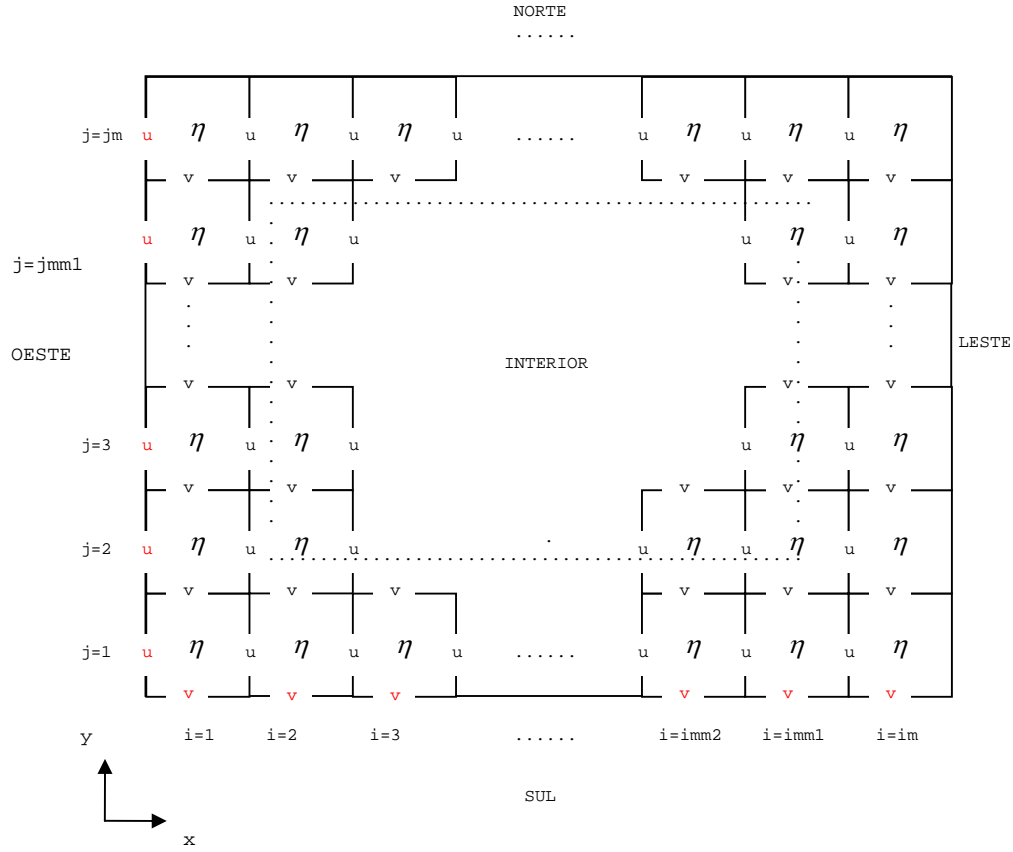 NORTE
......
j=jm u η u η u η u ...... u η u η u η
v v v v v v
u η u η u u η u η
j=jmm1
v v v v
OESTE INTERIOR LESTE
v v v v
j=3 u η u η u u η u η
v v v v v
j=2 u η u η u u η u η u η
v v v v v v
j=1 u η u η u η u ...... u η u η u η
v v v v v v
y i=1 i=2 i=3 ...... i=imm2 i=imm1 i=im
SUL
x